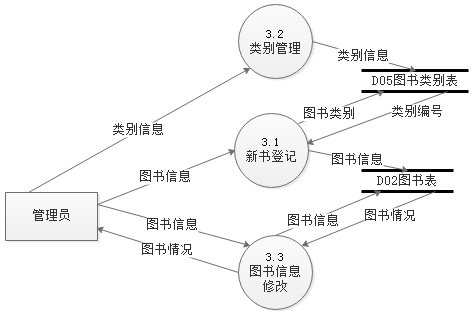 3.2
类别管理
类别信息
DO5图书类别表
图书类别
类别编号
类别信息
3.1
新书登记
图书信息
图书信息
DO2图书表
管理员
图书信息
图书信息
图书情况
图书情况
3.3
图书信息
修改